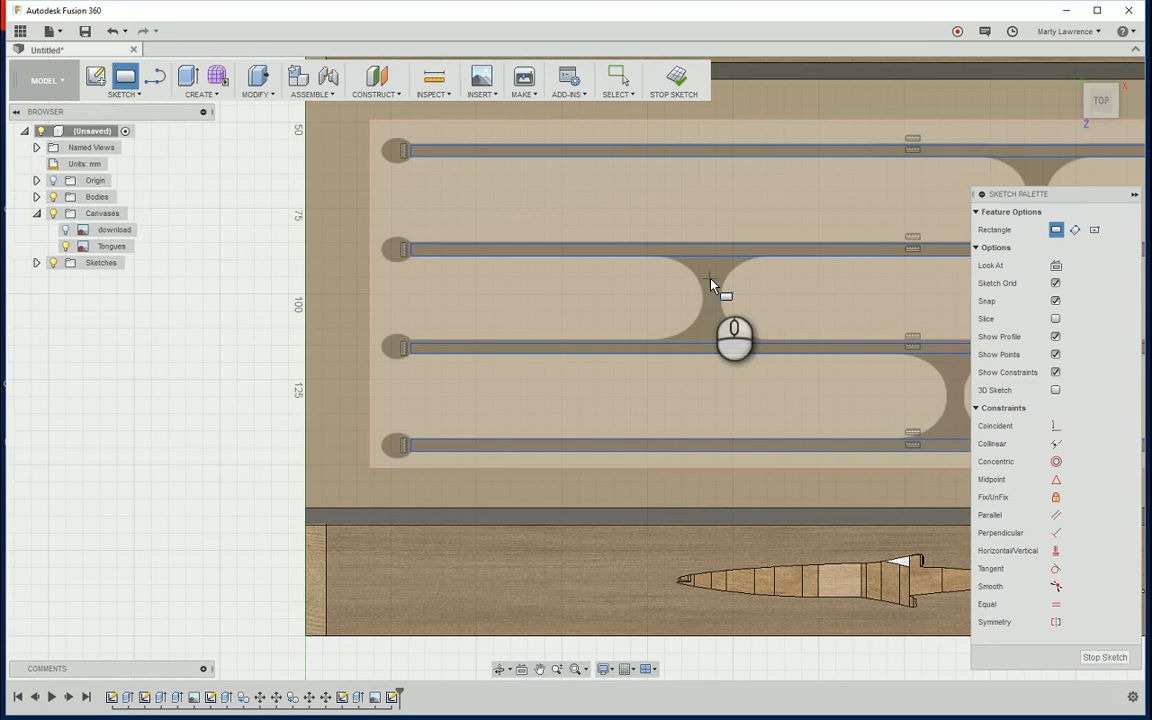 Autodesk Fusion 360
Marty Lawrence
Untitled*
MODEL
SKETCH
CREATE
MODIFY
ASSEMBLE
CONSTRUCT
INSPECT
INSERT
MAKE
ADD-INS
SELECT
STOP SKETCH
BROWSER
(Unsaved)
Named Views
Units: mm
Origin
Bodies
Canvases
download
Tongues
Sketches
50
75
100
125
TOP
X
Z
SKETCH PALETTE
Feature Options
Rectangle
Options
Look At
Sketch Grid
Snap
Slice
Show Profile
Show Points
Show Constraints
3D Sketch
Constraints
Coincident
Collinear
Concentric
Midpoint
Fix/UnFix
Parallel
Perpendicular
Horizontal/Vertical
Tangent
Smooth
Equal
Symmetry
Stop Sketch
COMMENTS